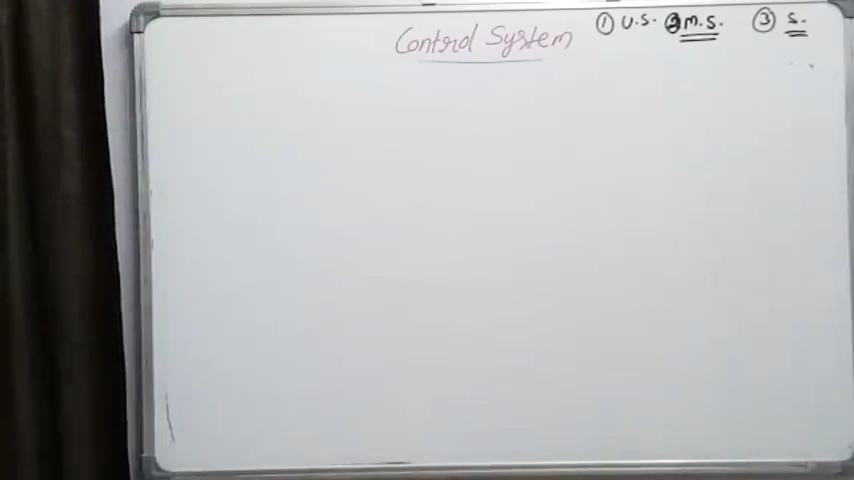 Control System
① U.S. ② M.S. ③ S.